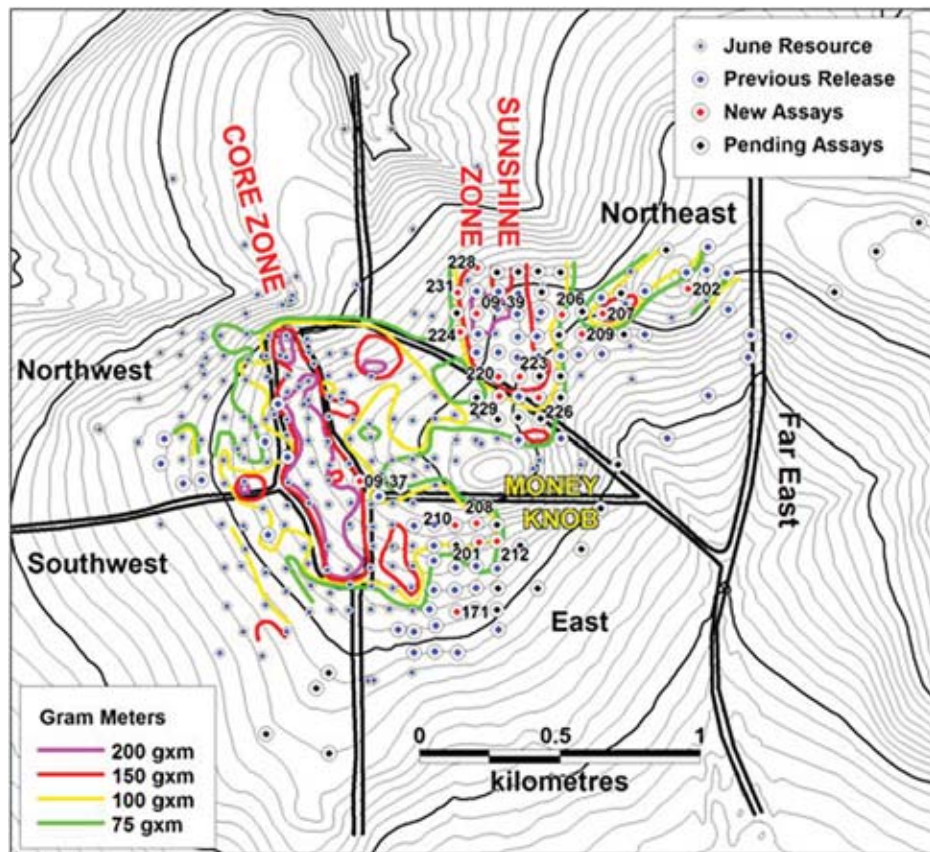 June Resource
Previous Release
New Assays
Pending Assays
CORE ZONE
SUNSHINE
ZONE
Northeast
228
231
09-39
206
202
207
224
209
223
220
Northwest
229
226
Far East
09-37
MONEY
KNOB
208
210
201
212
Southwest
171
East
Gram Meters
200 gxm
150 gxm
100 gxm
75 gxm
0 0.5 1
kilometres